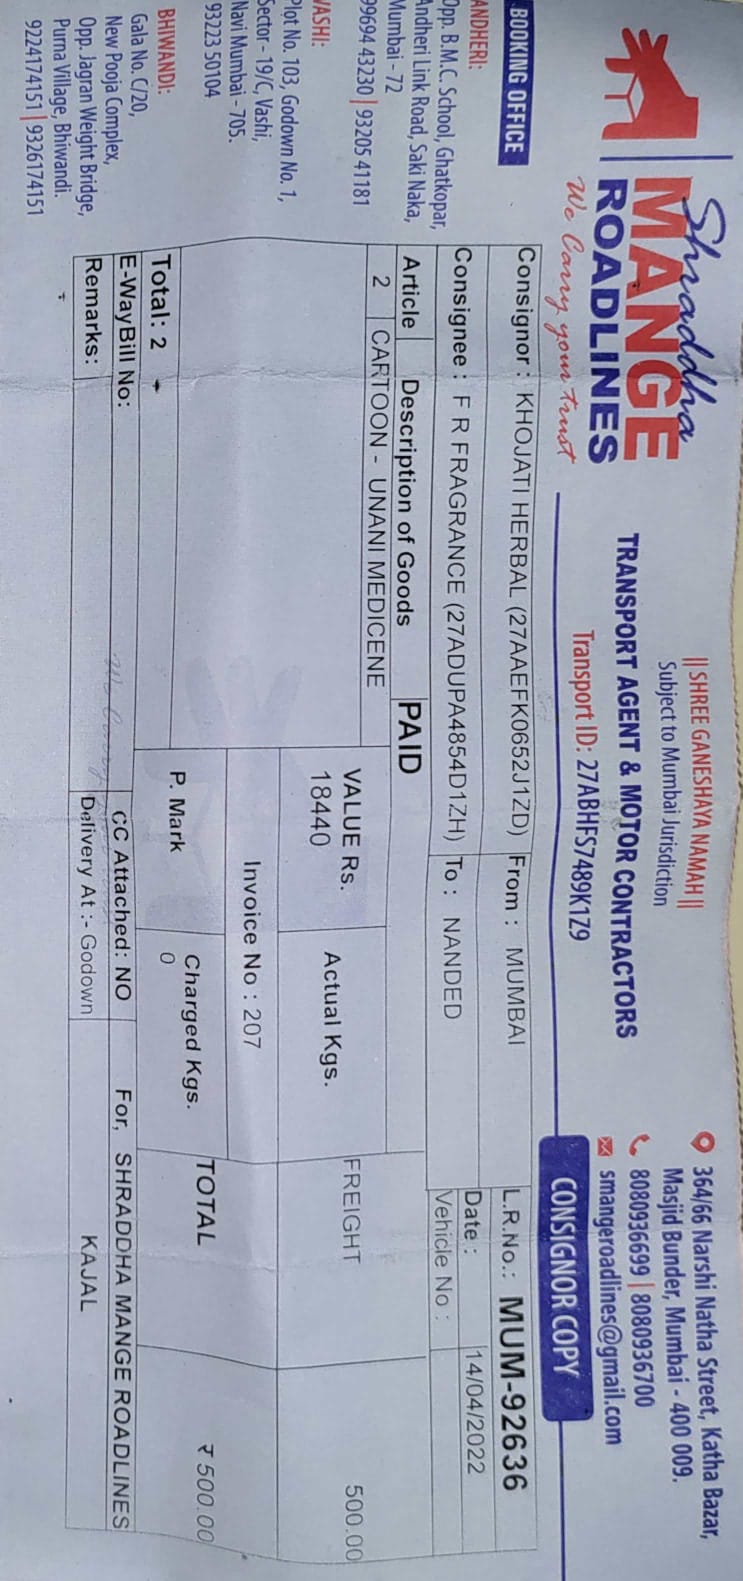 || SHREE GANESHAYA NAMAH ||
Subject to Mumbai Jurisdiction
Shraddha
MANGE
ROADLINES
We Carry your trust
TRANSPORT AGENT & MOTOR CONTRACTORS
Transport ID: 27ABHFS7489K1Z9
364/66 Narshi Natha Street, Katha Bazar,
Masjid Bunder, Mumbai - 400 009.
8080936699 | 8080936700
smangeroadlines@gmail.com
CONSIGNOR COPY
BOOKING OFFICE
ANDHERI:
Opp. B.M.C. School, Ghatkopar,
Andheri Link Road, Saki Naka,
Mumbai - 72
99694 43230 | 93205 41181
VASHI:
Plot No. 103, Godown No. 1,
Sector - 19/C, Vashi,
Navi Mumbai - 705.
93223 50104
BHIWANDI:
Gala No. C/20,
New Pooja Complex,
Opp. Jagran Weight Bridge,
Purna Village, Bhiwandi.
9224174151 | 9326174151
Consignor : KHOJATI HERBAL (27AAEFK0652J1ZD) From : MUMBAI L.R.No.: MUM-92636
Consignee : F R FRAGRANCE (27ADUPA4854D1ZH) To : NANDED Date : 14/04/2022
Vehicle No :
Article Description of Goods PAID
2 CARTOON - UNANI MEDICENE
VALUE Rs. Actual Kgs. FREIGHT 500.00
18440
Invoice No : 207
P. Mark Charged Kgs. TOTAL ₹ 500.00
0
Total: 2
E-WayBill No: CC Attached: NO For, SHRADDHA MANGE ROADLINES
Remarks: Delivery At :- Godown KAJAL
We Carry